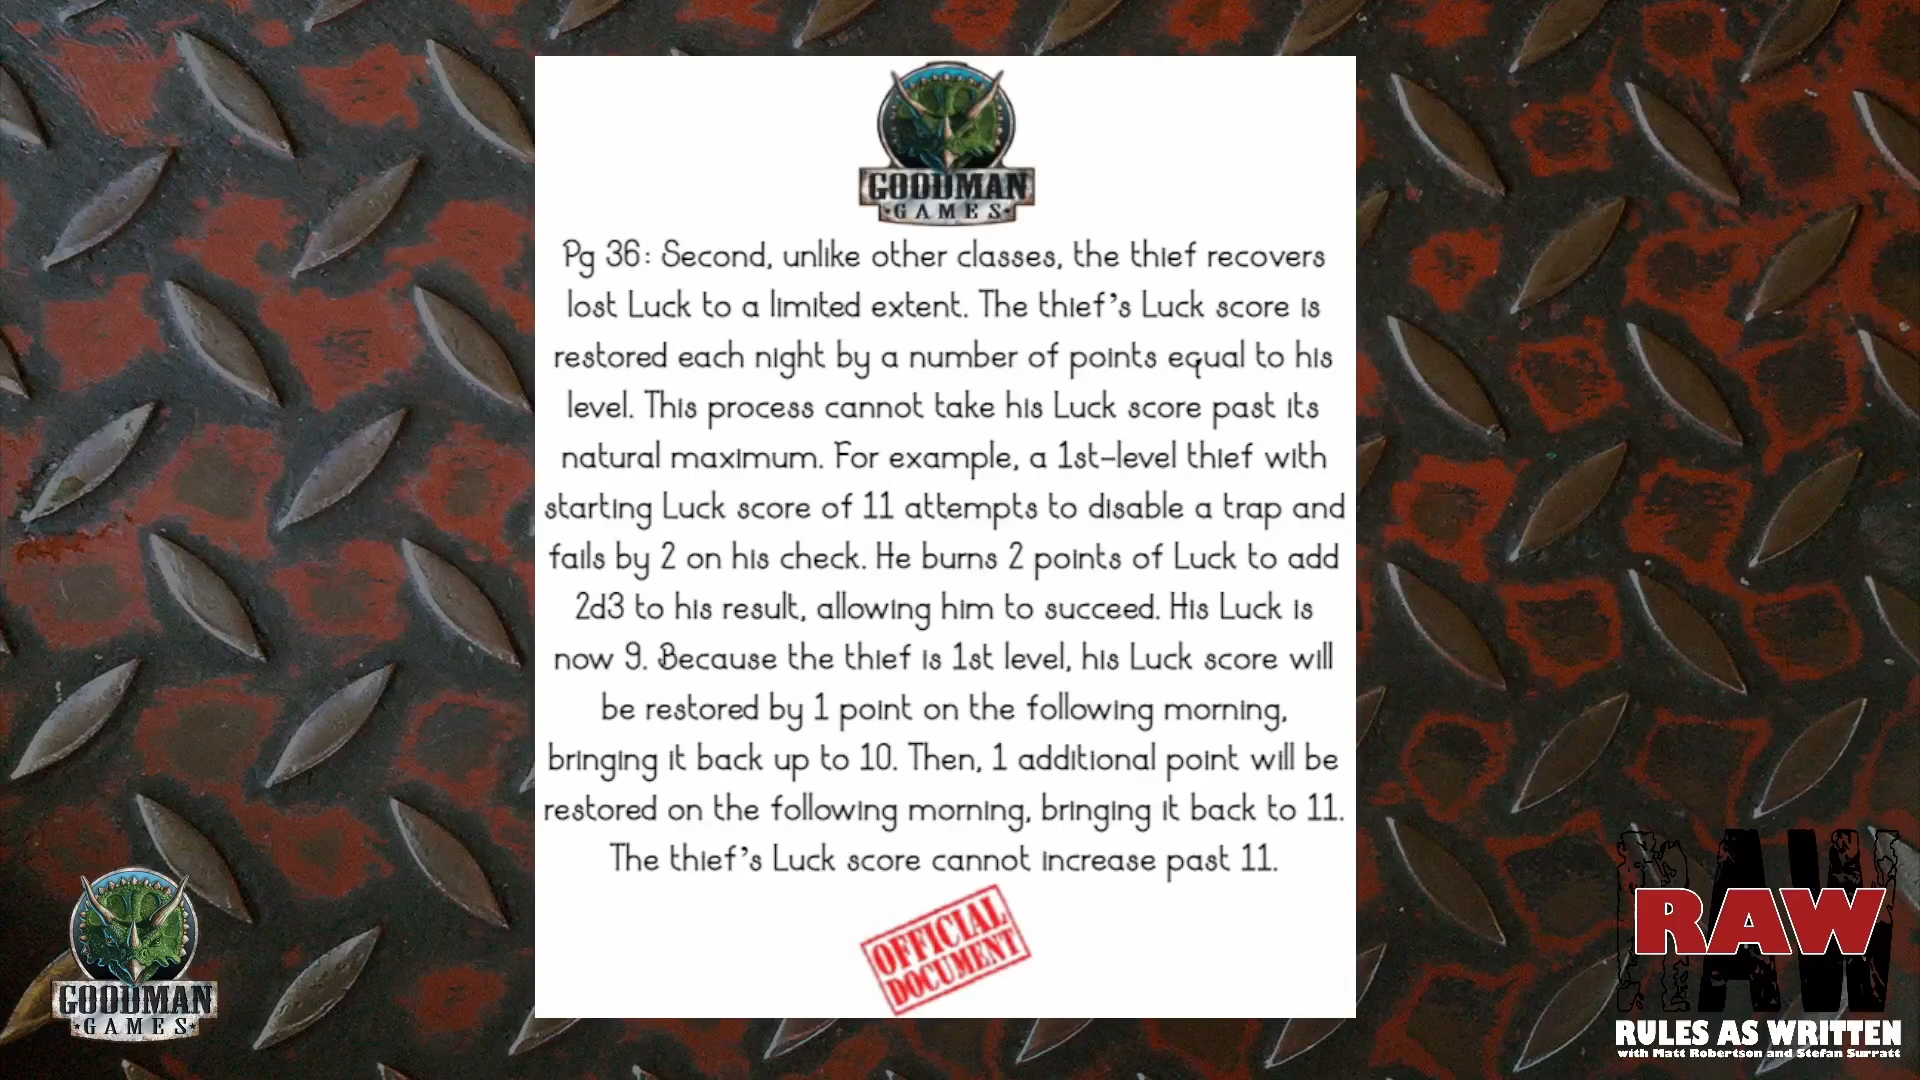 GOODMAN
GAMES
Pg 36: Second, unlike other classes, the thief recovers
lost Luck to a limited extent. The thief's Luck score is
restored each night by a number of points equal to his
level. This process cannot take his Luck score past its
natural maximum. For example, a 1st-level thief with
starting Luck score of 11 attempts to disable a trap and
fails by 2 on his check. He burns 2 points of Luck to add
2d3 to his result, allowing him to succeed. His Luck is
now 9. Because the thief is 1st level, his Luck score will
be restored by 1 point on the following morning,
bringing it back up to 10. Then, 1 additional point will be
restored on the following morning, bringing it back to 11.
The thief's Luck score cannot increase past 11.
OFFICIAL
DOCUMENT
GOODMAN
GAMES
RAW
RAW
RULES AS WRITTEN
with Matt Robertson and Stefan Surratt